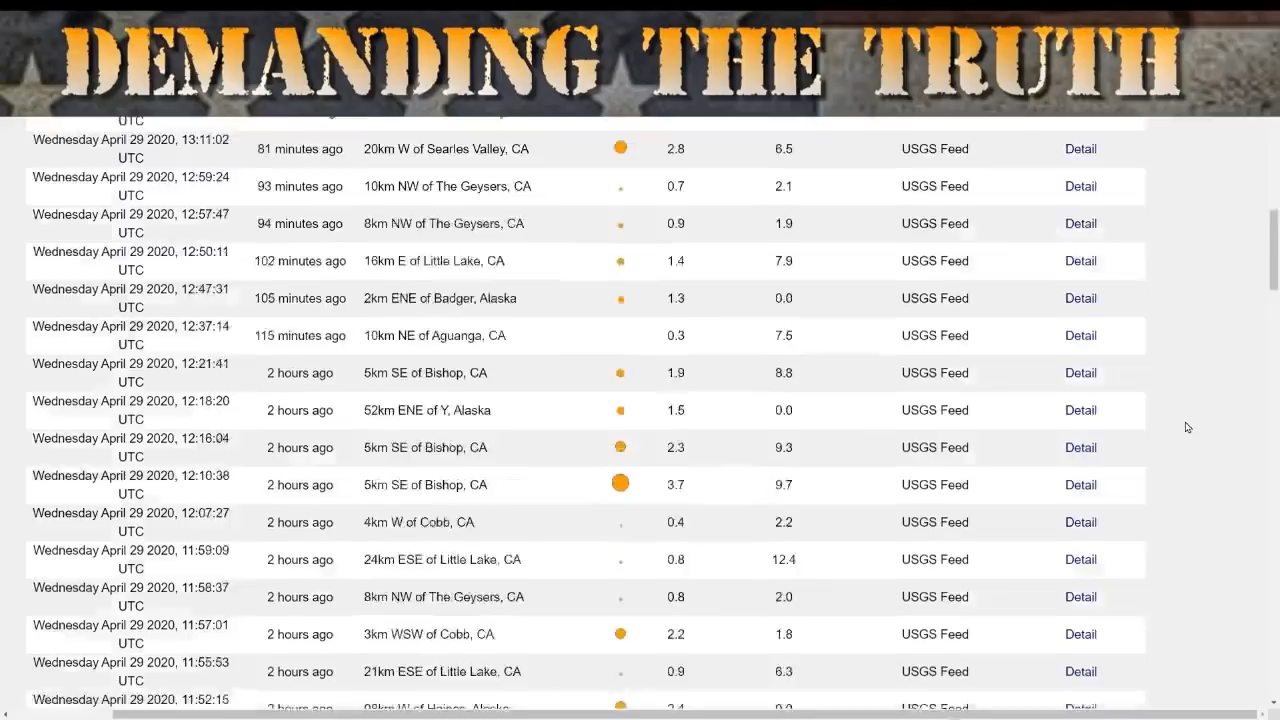 DEMANDING THE TRUTH
UTC
Wednesday April 29 2020, 13:11:02 UTC 81 minutes ago 20km W of Searles Valley, CA 2.8 6.5 USGS Feed Detail
Wednesday April 29 2020, 12:59:24 UTC 93 minutes ago 10km NW of The Geysers, CA 0.7 2.1 USGS Feed Detail
Wednesday April 29 2020, 12:57:47 UTC 94 minutes ago 8km NW of The Geysers, CA 0.9 1.9 USGS Feed Detail
Wednesday April 29 2020, 12:50:11 UTC 102 minutes ago 16km E of Little Lake, CA 1.4 7.9 USGS Feed Detail
Wednesday April 29 2020, 12:47:31 UTC 105 minutes ago 2km ENE of Badger, Alaska 1.3 0.0 USGS Feed Detail
Wednesday April 29 2020, 12:37:14 UTC 115 minutes ago 10km NE of Aguanga, CA 0.3 7.5 USGS Feed Detail
Wednesday April 29 2020, 12:21:41 UTC 2 hours ago 5km SE of Bishop, CA 1.9 8.8 USGS Feed Detail
Wednesday April 29 2020, 12:18:20 UTC 2 hours ago 52km ENE of Y, Alaska 1.5 0.0 USGS Feed Detail
Wednesday April 29 2020, 12:16:04 UTC 2 hours ago 5km SE of Bishop, CA 2.3 9.3 USGS Feed Detail
Wednesday April 29 2020, 12:10:38 UTC 2 hours ago 5km SE of Bishop, CA 3.7 9.7 USGS Feed Detail
Wednesday April 29 2020, 12:07:27 UTC 2 hours ago 4km W of Cobb, CA 0.4 2.2 USGS Feed Detail
Wednesday April 29 2020, 11:59:09 UTC 2 hours ago 24km ESE of Little Lake, CA 0.8 12.4 USGS Feed Detail
Wednesday April 29 2020, 11:58:37 UTC 2 hours ago 8km NW of The Geysers, CA 0.8 2.0 USGS Feed Detail
Wednesday April 29 2020, 11:57:01 UTC 2 hours ago 3km WSW of Cobb, CA 2.2 1.8 USGS Feed Detail
Wednesday April 29 2020, 11:55:53 UTC 2 hours ago 21km ESE of Little Lake, CA 0.9 6.3 USGS Feed Detail
Wednesday April 29 2020, 11:52:15 2 hours ago W of Haines, Alaska USGS Feed Detail